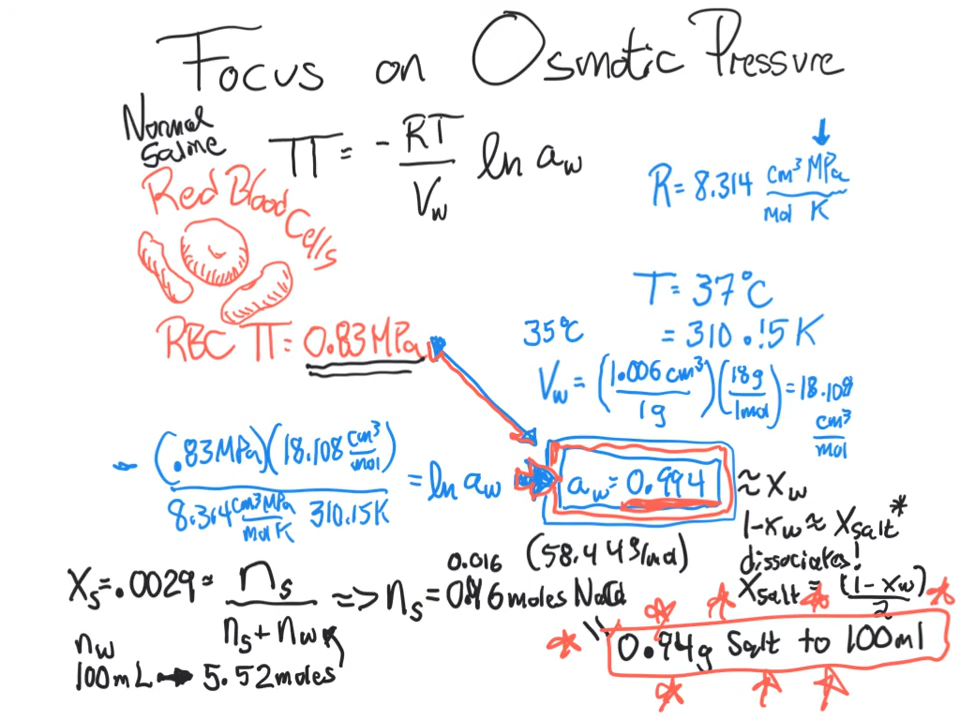 Focus on Osmotic Pressure
Normal
Saline
Π = - RT/V_w ln a_w
Red Blood Cells
R = 8.314 cm³ MPa / mol K
RBC Π = 0.83 MPa
T = 37°C
35°C = 310.15 K
V_w = (1.006 cm³ / 1g)(18g / 1mol) = 18.108 cm³/mol
- (.83 MPa)(18.108 cm³/mol) / 8.314 cm³ MPa/mol K 310.15K = ln a_w
a_w = 0.994 ≈ x_w
1-x_w ≈ x_salt*
dissociates!
x_salt = (1-x_w)/2
X_s = .0029 = n_s / n_s + n_w => n_s = moles NaCl
0.016 (58.44 g/mol)
n_w
100mL → 5.52 moles
0.94g Salt to 100ml